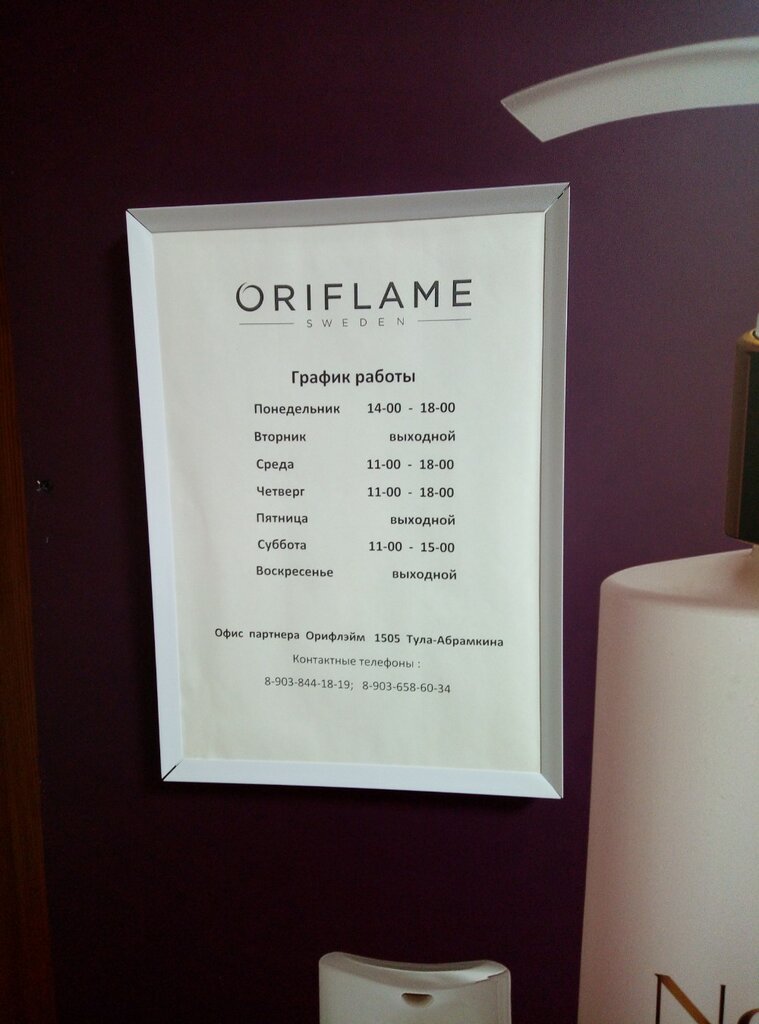 ORIFLAME
SWEDEN
График работы
Понедельник 14-00 - 18-00
Вторник выходной
Среда 11-00 - 18-00
Четверг 11-00 - 18-00
Пятница выходной
Суббота 11-00 - 15-00
Воскресенье выходной
Офис партнера Орифлэйм 1505 Тула-Абрамкина
Контактные телефоны :
8-903-844-18-19; 8-903-658-60-34